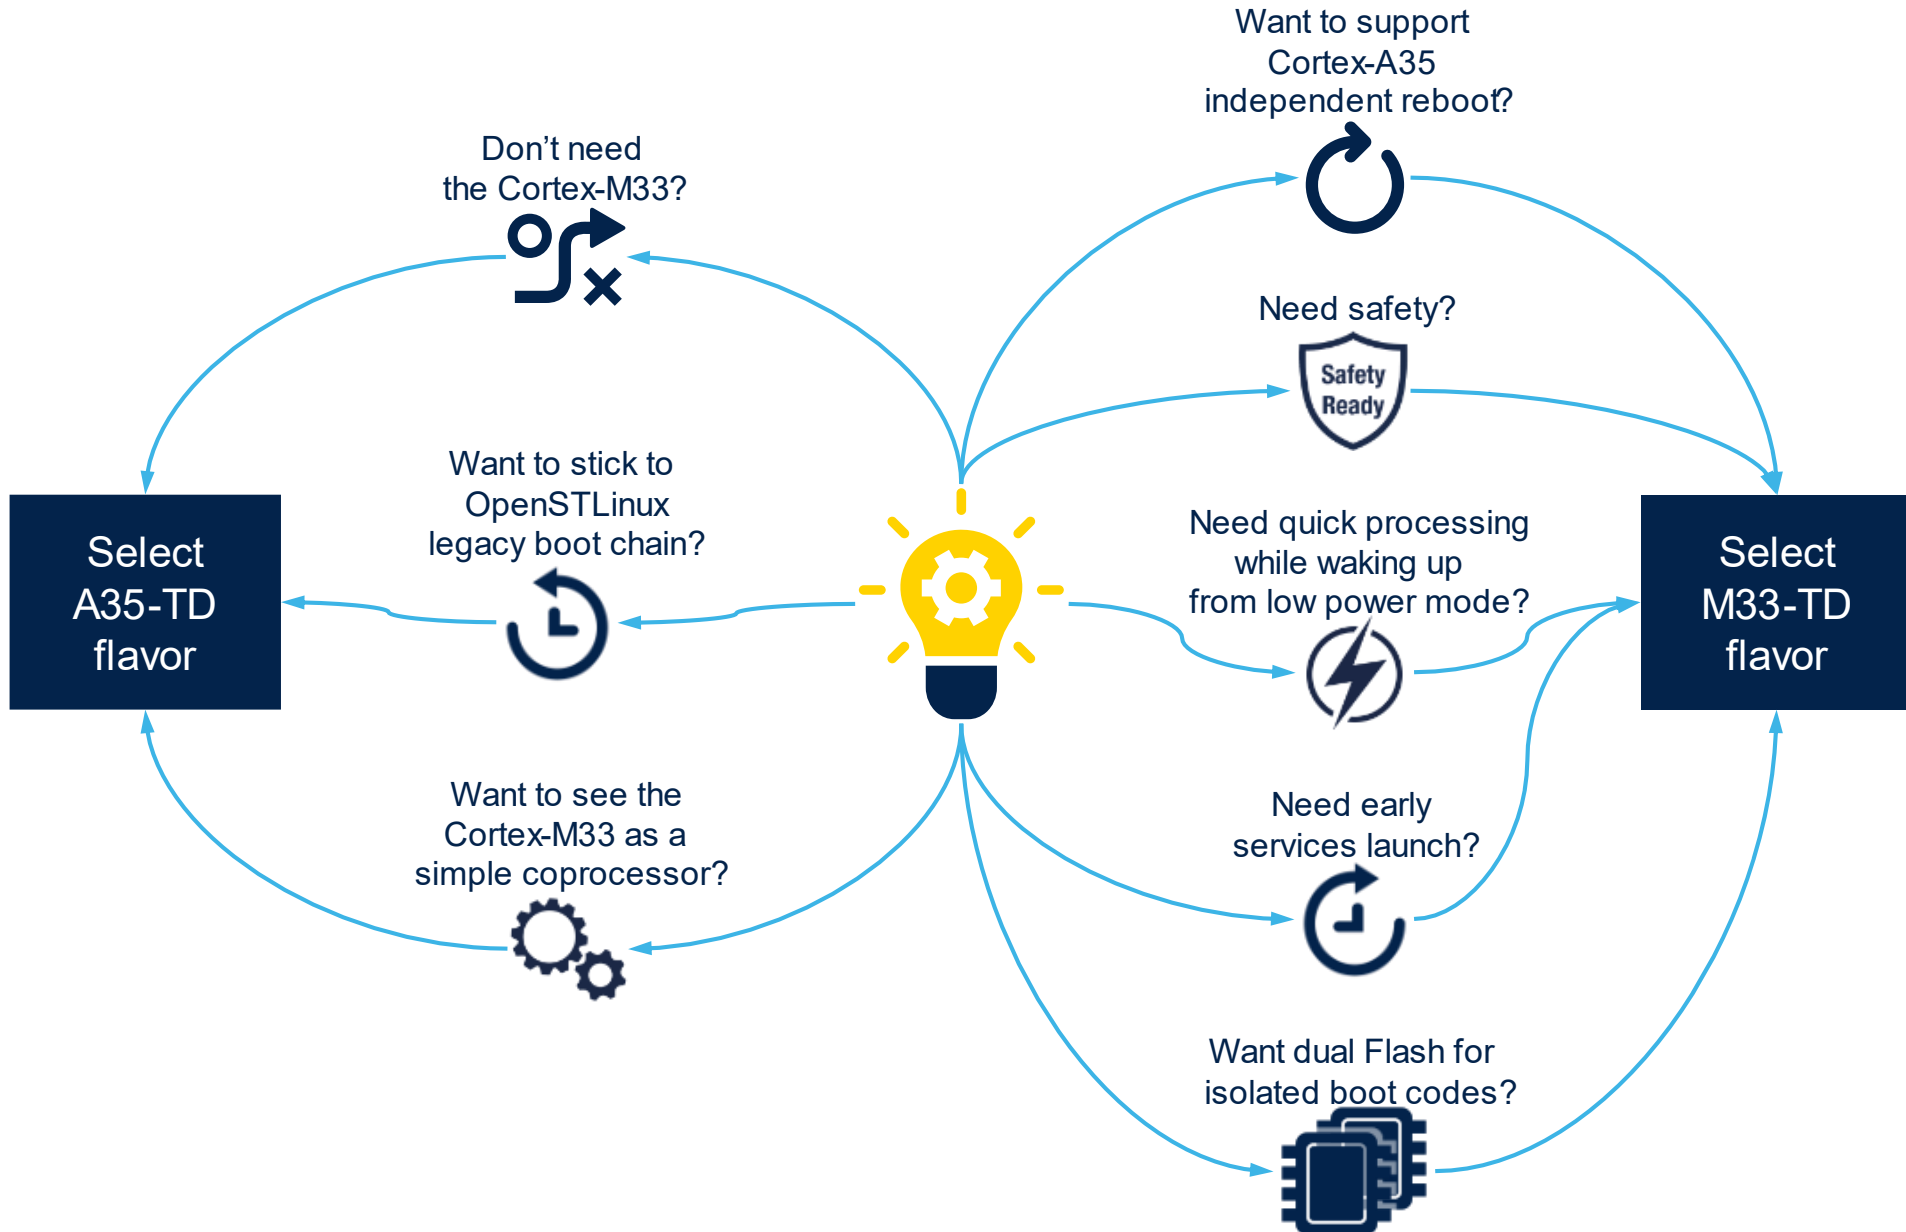 Want to support
Cortex-A35
independent reboot?
Don't need
the Cortex-M33?
Need safety?
Safety
Ready
Want to stick to
OpenSTLinux
legacy boot chain?
Need quick processing
while waking up
from low power mode?
Select
A35-TD
flavor
Select
M33-TD
flavor
Want to see the
Cortex-M33 as a
simple coprocessor?
Need early
services launch?
Want dual Flash for
isolated boot codes?